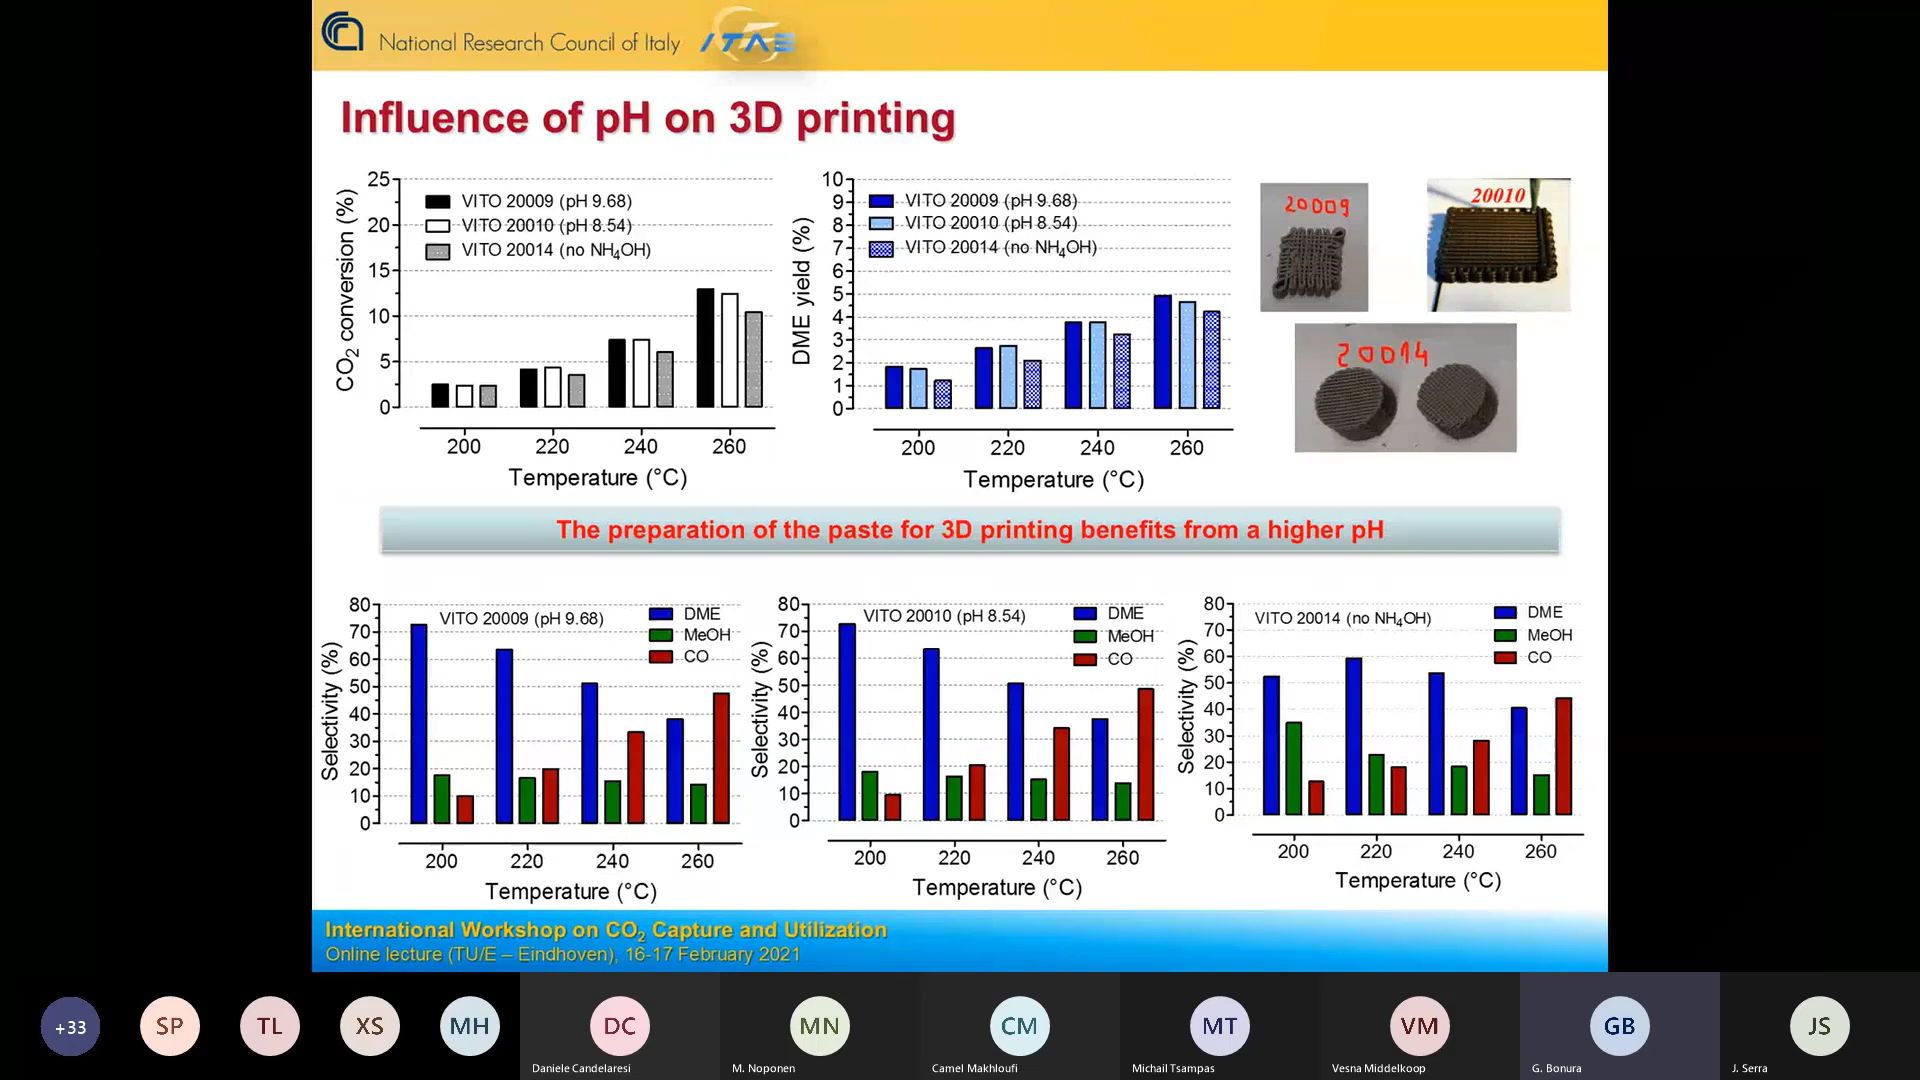 National Research Council of Italy
ITAE
Influence of pH on 3D printing
CO2 conversion (%)
25
20
15
10
5
0
VITO 20009 (pH 9.68)
VITO 20010 (pH 8.54)
VITO 20014 (no NH4OH)
200 220 240 260
Temperature (°C)
DME yield (%)
10
9
8
7
6
5
4
3
2
1
0
VITO 20009 (pH 9.68)
VITO 20010 (pH 8.54)
VITO 20014 (no NH4OH)
200 220 240 260
Temperature (°C)
20009
20010
20014
The preparation of the paste for 3D printing benefits from a higher pH
Selectivity (%)
80
70
60
50
40
30
20
10
0
VITO 20009 (pH 9.68)
DME
MeOH
CO
200 220 240 260
Temperature (°C)
Selectivity (%)
80
70
60
50
40
30
20
10
0
VITO 20010 (pH 8.54)
DME
MeOH
CO
200 220 240 260
Temperature (°C)
Selectivity (%)
80
70
60
50
40
30
20
10
0
VITO 20014 (no NH4OH)
DME
MeOH
CO
200 220 240 260
Temperature (°C)
International Workshop on CO2 Capture and Utilization
Online lecture (TU/E – Eindhoven), 16-17 February 2021
+33 SP TL XS MH DC MN CM MT VM GB JS
Daniele Candelaresi M. Noponen Camel Makhloufi Michail Tsampas Vesna Middelkoop G. Bonura J. Serra